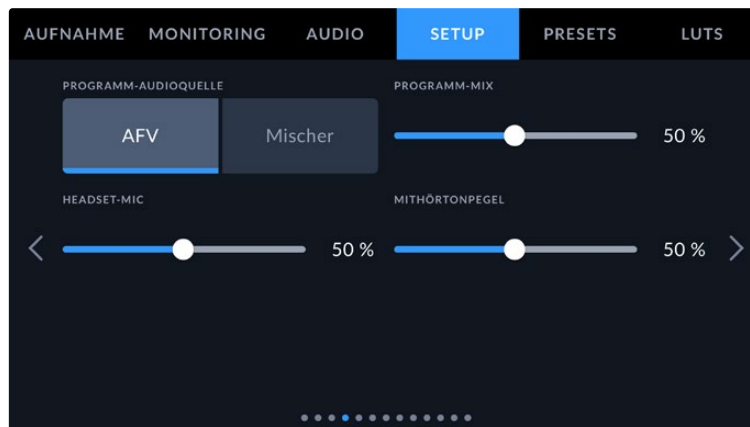 AUFNAHME MONITORING AUDIO SETUP PRESETS LUTS
PROGRAMM-AUDIOQUELLE PROGRAMM-MIX
AFV Mischer 50 %
HEADSET-MIC MITHÖRTONPEGEL
50 % 50 %